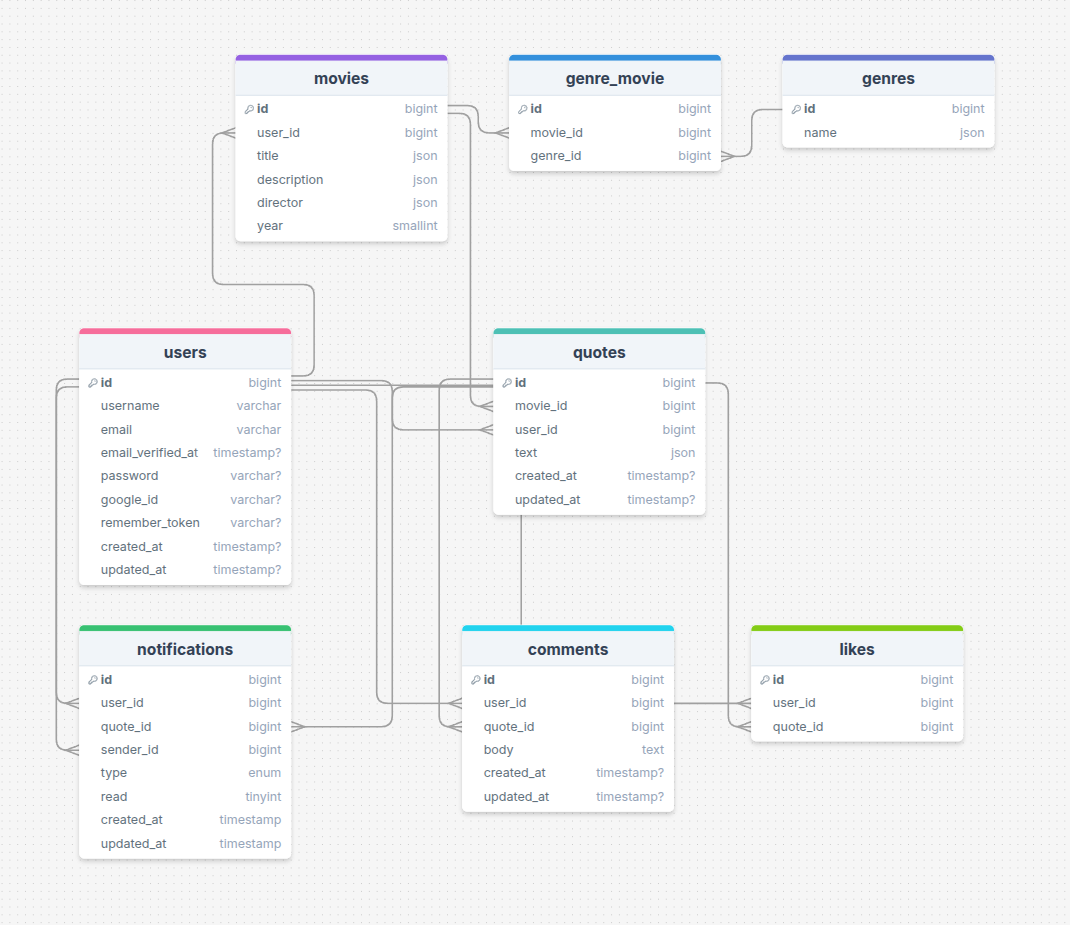 movies
id bigint
user_id bigint
title json
description json
director json
year smallint
genre_movie
id bigint
movie_id bigint
genre_id bigint
genres
id bigint
name json
users
id bigint
username varchar
email varchar
email_verified_at timestamp?
password varchar?
google_id varchar?
remember_token varchar?
created_at timestamp?
updated_at timestamp?
quotes
id bigint
movie_id bigint
user_id bigint
text json
created_at timestamp?
updated_at timestamp?
notifications
id bigint
user_id bigint
quote_id bigint
sender_id bigint
type enum
read tinyint
created_at timestamp
updated_at timestamp
comments
id bigint
user_id bigint
quote_id bigint
body text
created_at timestamp?
updated_at timestamp?
likes
id bigint
user_id bigint
quote_id bigint